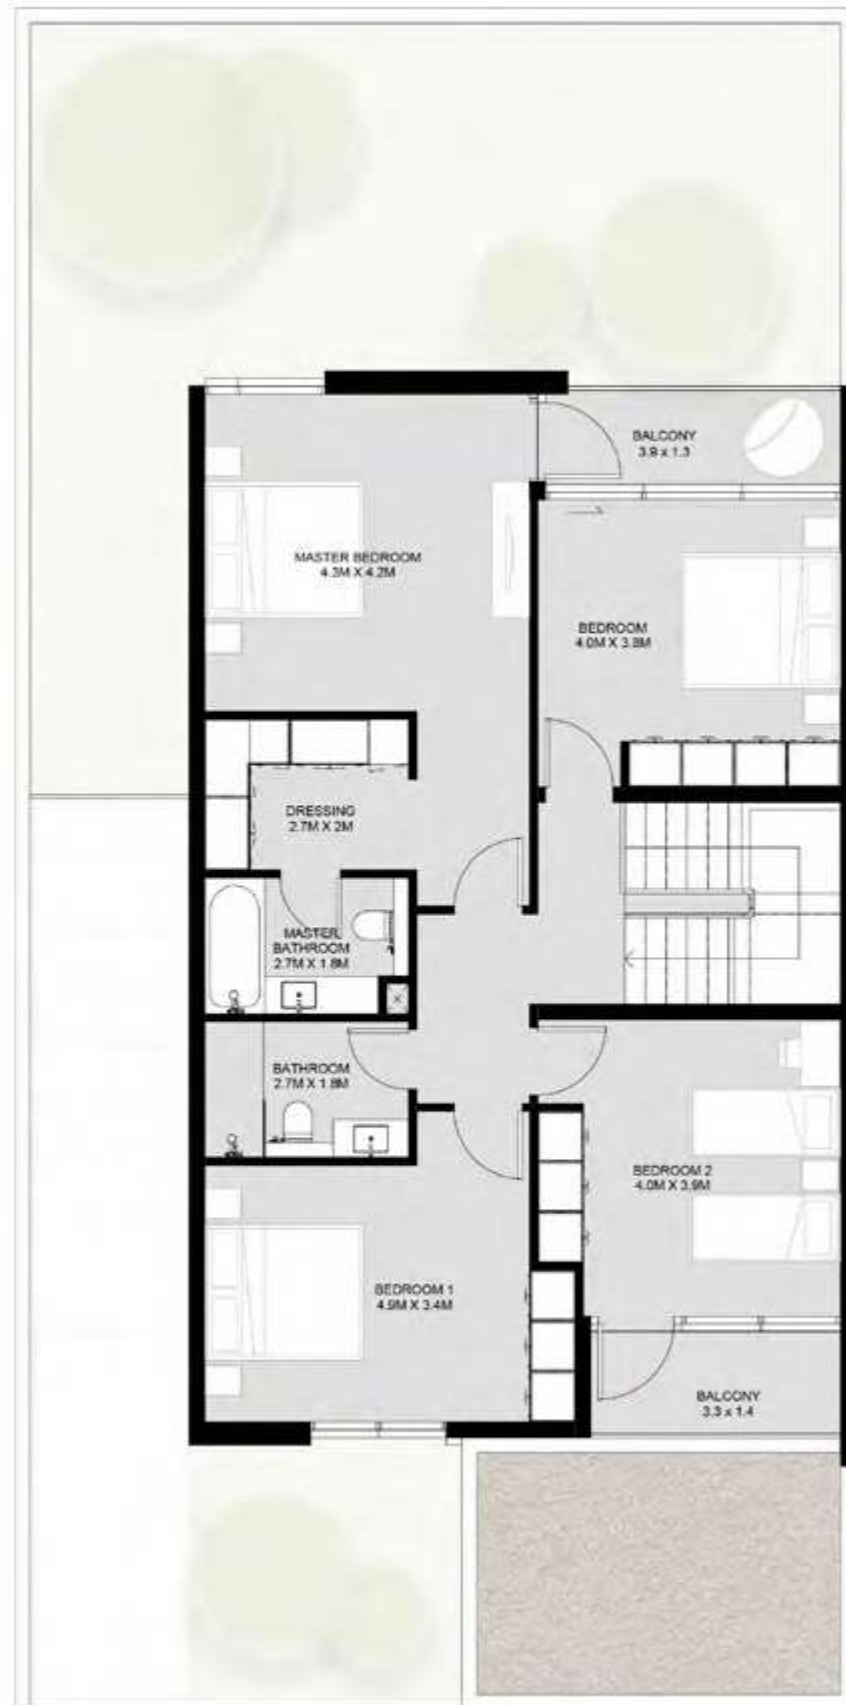 BALCONY
3.9 x 1.3
MASTER BEDROOM
4.3M X 4.2M
BEDROOM
4.0M X 3.8M
DRESSING
2.7M X 2M
MASTER
BATHROOM
2.7M X 1.8M
BATHROOM
2.7M X 1.8M
BEDROOM 2
4.0M X 3.9M
BEDROOM 1
4.9M X 3.4M
BALCONY
3.3 x 1.4